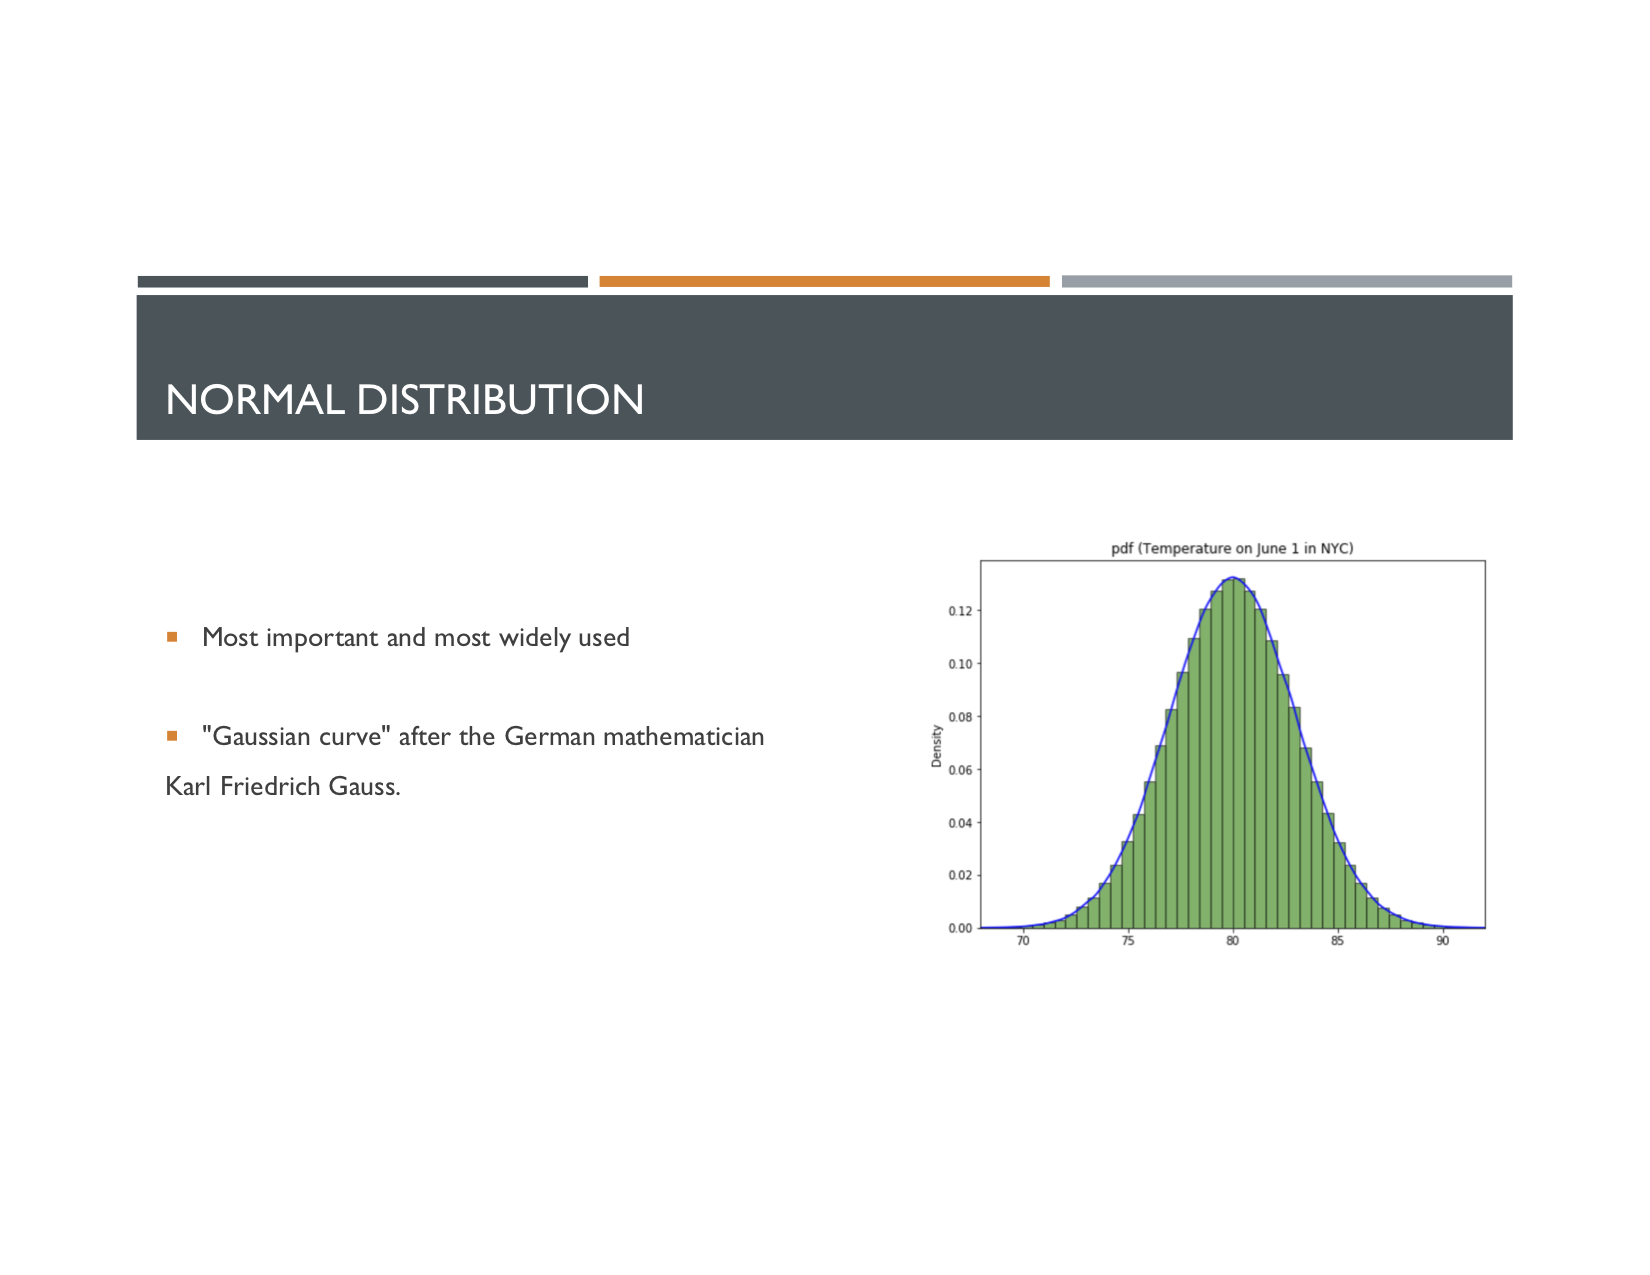 NORMAL DISTRIBUTION
Most important and most widely used
"Gaussian curve" after the German mathematician
Karl Friedrich Gauss.
pdf (Temperature on June 1 in NYC)
Density
0.12
0.10
0.08
0.06
0.04
0.02
0.00
70 75 80 85 90